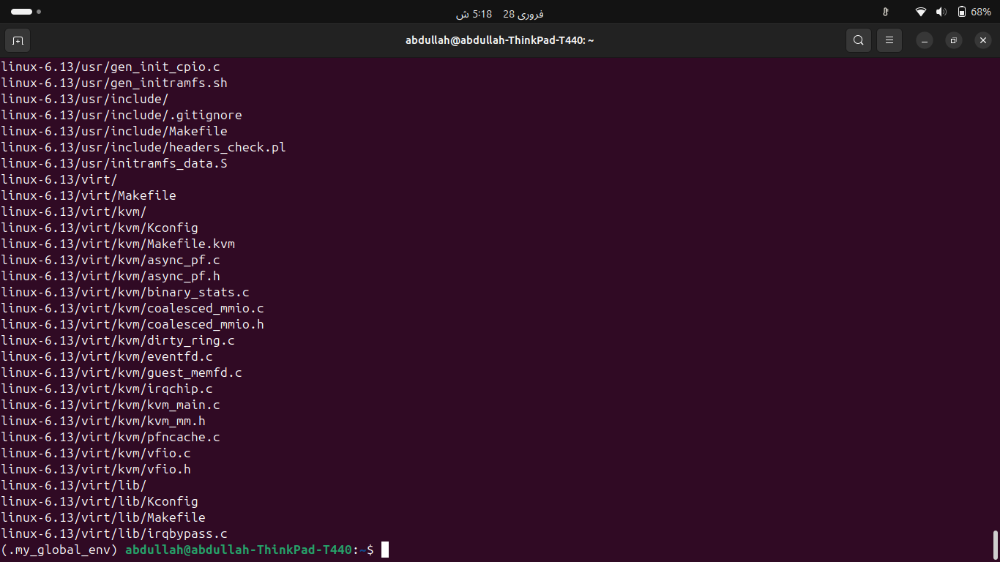 فروری 28   5:18 ش
68%
abdullah@abdullah-ThinkPad-T440: ~
linux-6.13/usr/gen_init_cpio.c
linux-6.13/usr/gen_initramfs.sh
linux-6.13/usr/include/
linux-6.13/usr/include/.gitignore
linux-6.13/usr/include/Makefile
linux-6.13/usr/include/headers_check.pl
linux-6.13/usr/initramfs_data.S
linux-6.13/virt/
linux-6.13/virt/Makefile
linux-6.13/virt/kvm/
linux-6.13/virt/kvm/Kconfig
linux-6.13/virt/kvm/Makefile.kvm
linux-6.13/virt/kvm/async_pf.c
linux-6.13/virt/kvm/async_pf.h
linux-6.13/virt/kvm/binary_stats.c
linux-6.13/virt/kvm/coalesced_mmio.c
linux-6.13/virt/kvm/coalesced_mmio.h
linux-6.13/virt/kvm/dirty_ring.c
linux-6.13/virt/kvm/eventfd.c
linux-6.13/virt/kvm/guest_memfd.c
linux-6.13/virt/kvm/irqchip.c
linux-6.13/virt/kvm/kvm_main.c
linux-6.13/virt/kvm/kvm_mm.h
linux-6.13/virt/kvm/pfncache.c
linux-6.13/virt/kvm/vfio.c
linux-6.13/virt/kvm/vfio.h
linux-6.13/virt/lib/
linux-6.13/virt/lib/Kconfig
linux-6.13/virt/lib/Makefile
linux-6.13/virt/lib/irqbypass.c
(.my_global_env) abdullah@abdullah-ThinkPad-T440:~$